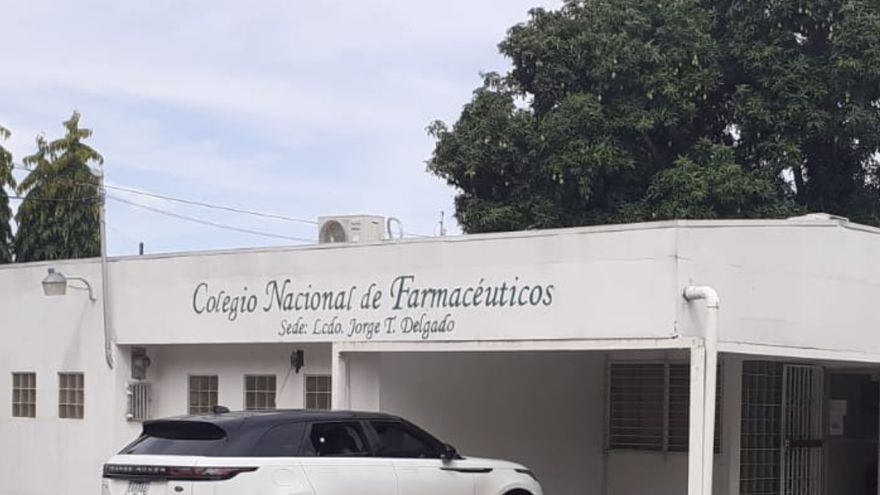 Colegio Nacional de Farmacéuticos
Sede: Lcdo. Jorge T. Delgado